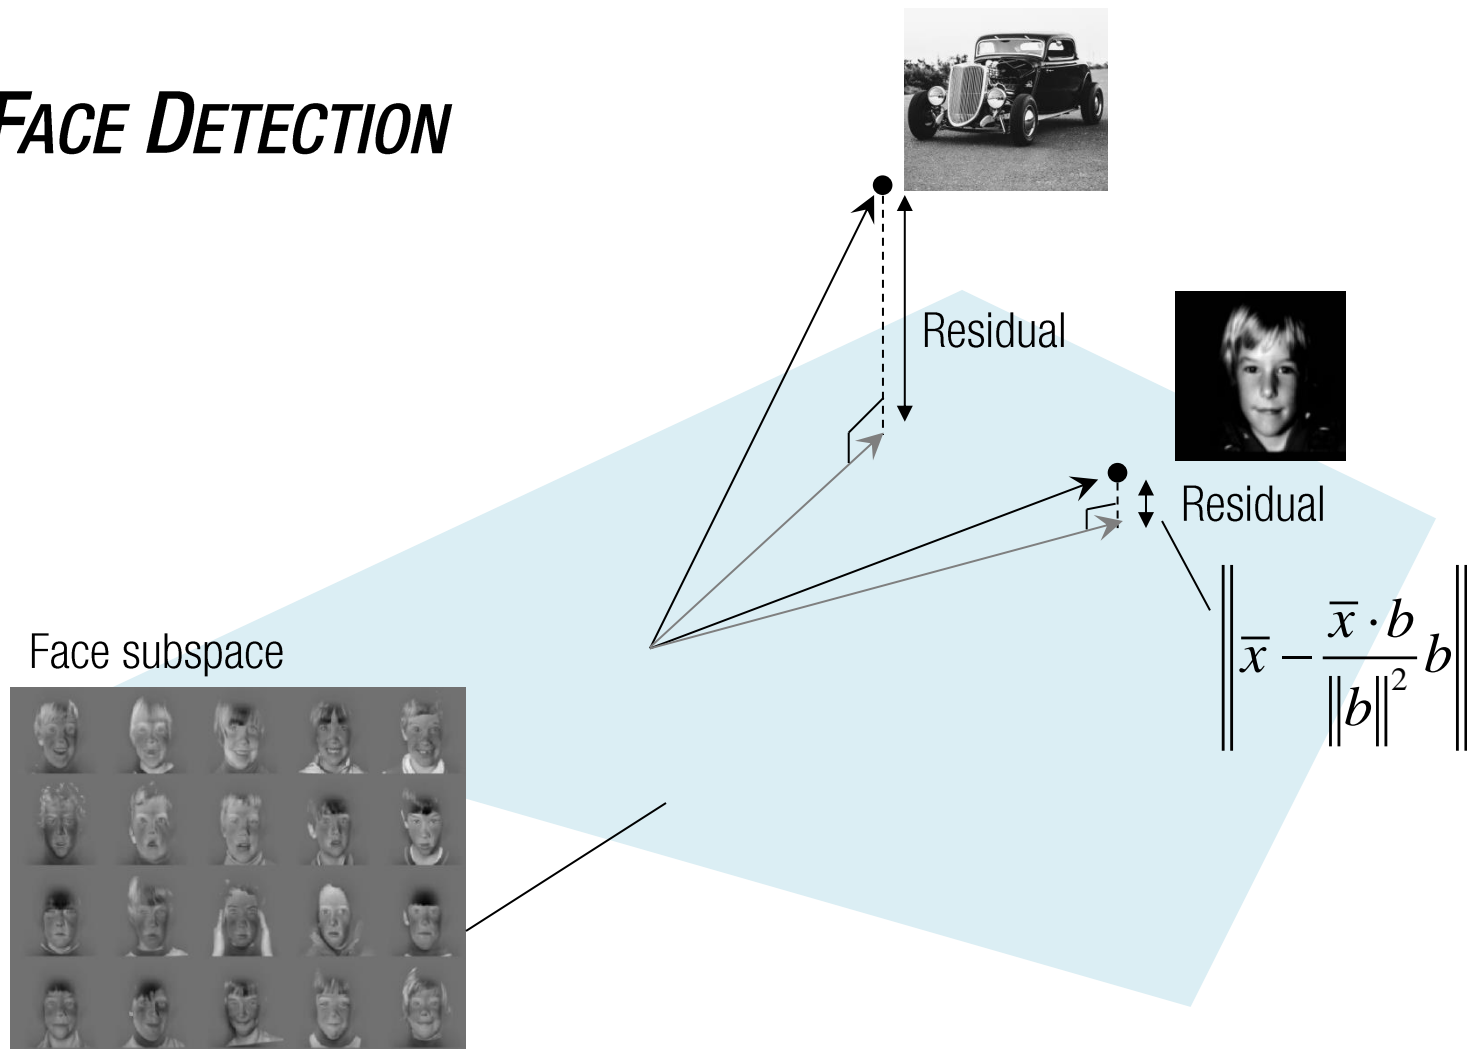 FACE DETECTION
Residual
Residual
Face subspace
‖x̅ − (x̅ · b / ‖b‖²) b‖